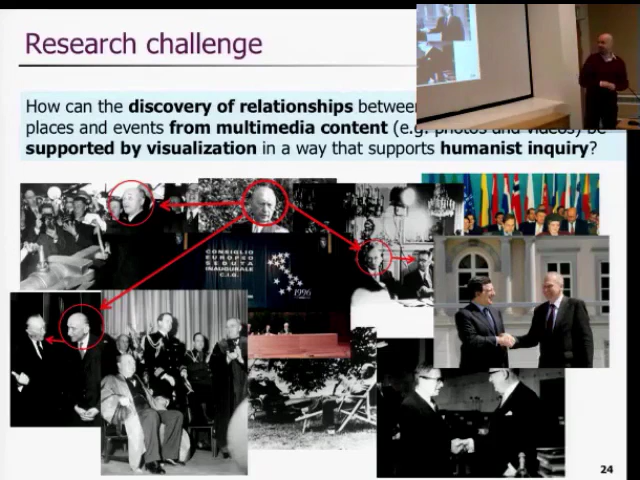 Research challenge
How can the discovery of relationships between
places and events from multimedia content (e.g. photos and videos) be
supported by visualization in a way that supports humanist inquiry?
CONSIGLIO
EUROPEO
SEDUTA
INAUGURALE
C.I.G.
1996
24